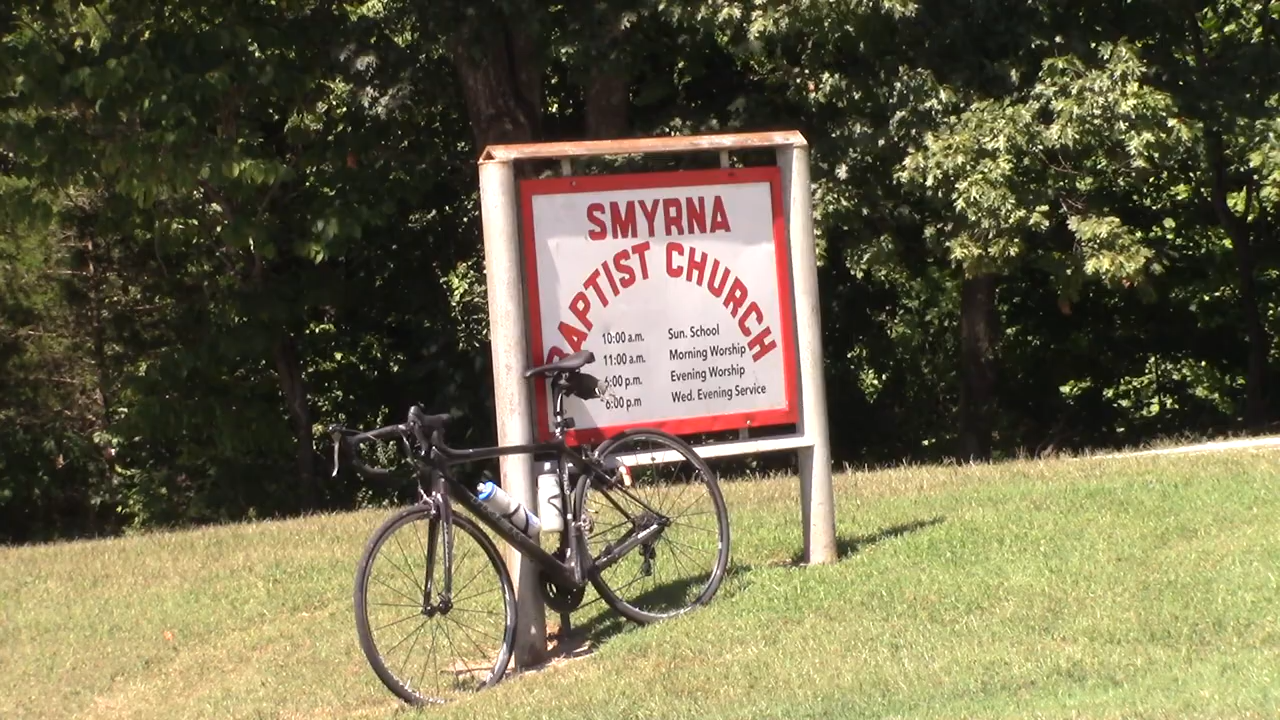 SMYRNA
BAPTIST CHURCH
10:00 a.m. Sun. School
11:00 a.m. Morning Worship
6:00 p.m. Evening Worship
6:00 p.m Wed. Evening Service